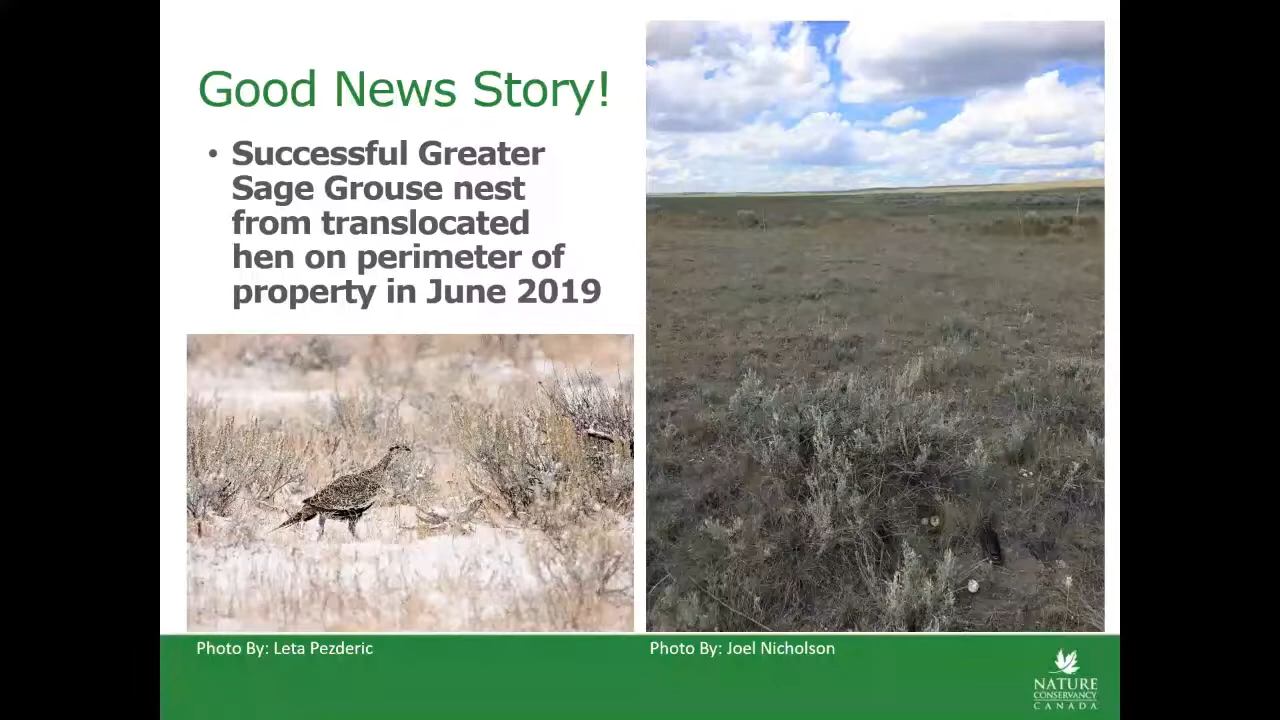 Good News Story!
• Successful Greater
Sage Grouse nest
from translocated
hen on perimeter of
property in June 2019
Photo By: Leta Pezderic
Photo By: Joel Nicholson
NATURE
CONSERVANCY
CANADA